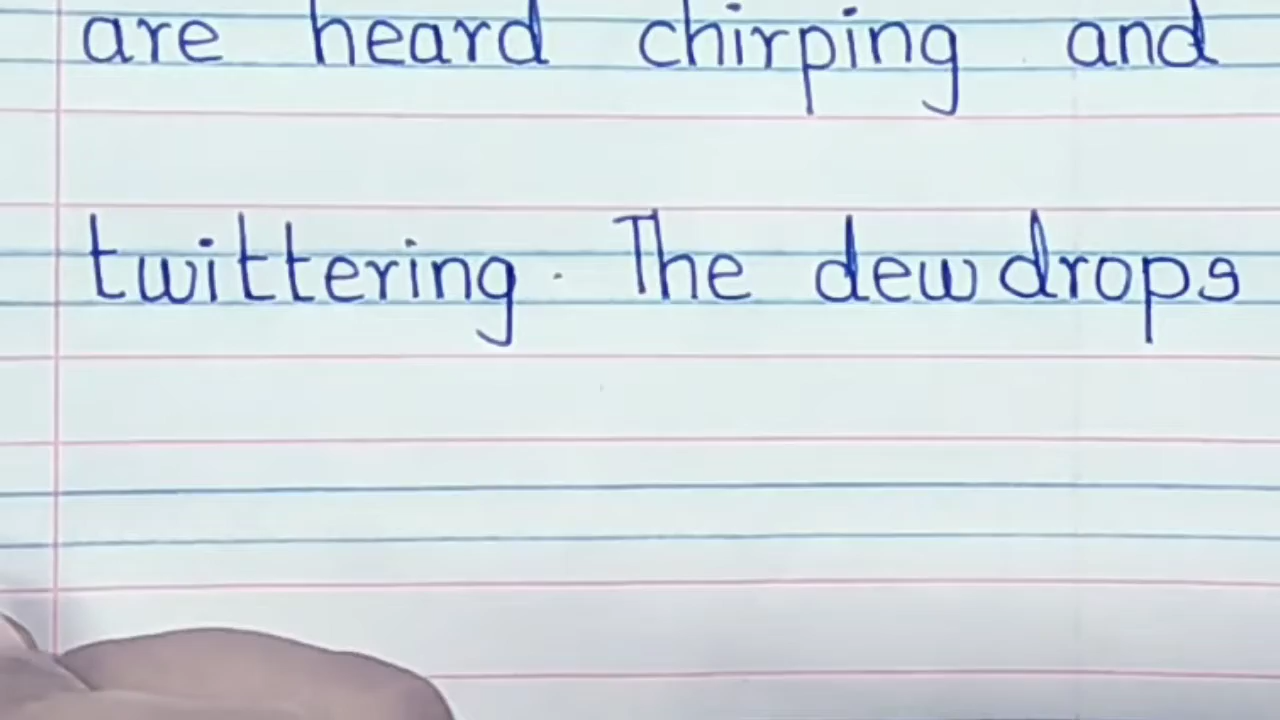 are heard chirping and
twittering. The dewdrops